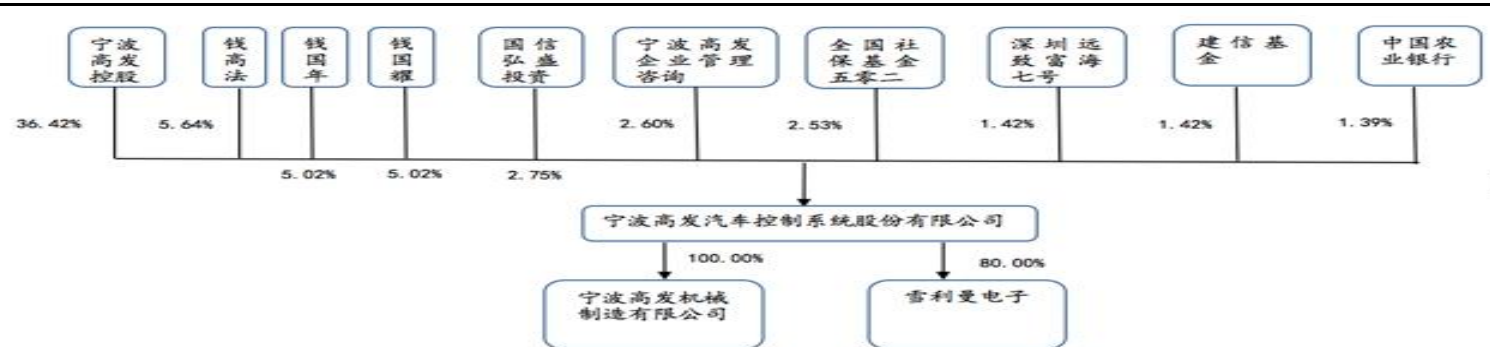 宁波
高发
控股
钱
高
法
钱
国
年
钱
国
耀
国信
弘盛
投资
宁波高发
企业管理
咨询
全国社
保基金
五零二
深圳远
致富海
七号
建信基
金
中国农
业银行
36.42%
5.64%
2.60%
2.53%
1.42%
1.42%
1.39%
5.02%
5.02%
2.75%
宁波高发汽车控制系统股份有限公司
100.00%
80.00%
宁波高发机械
制造有限公司
雪利曼电子